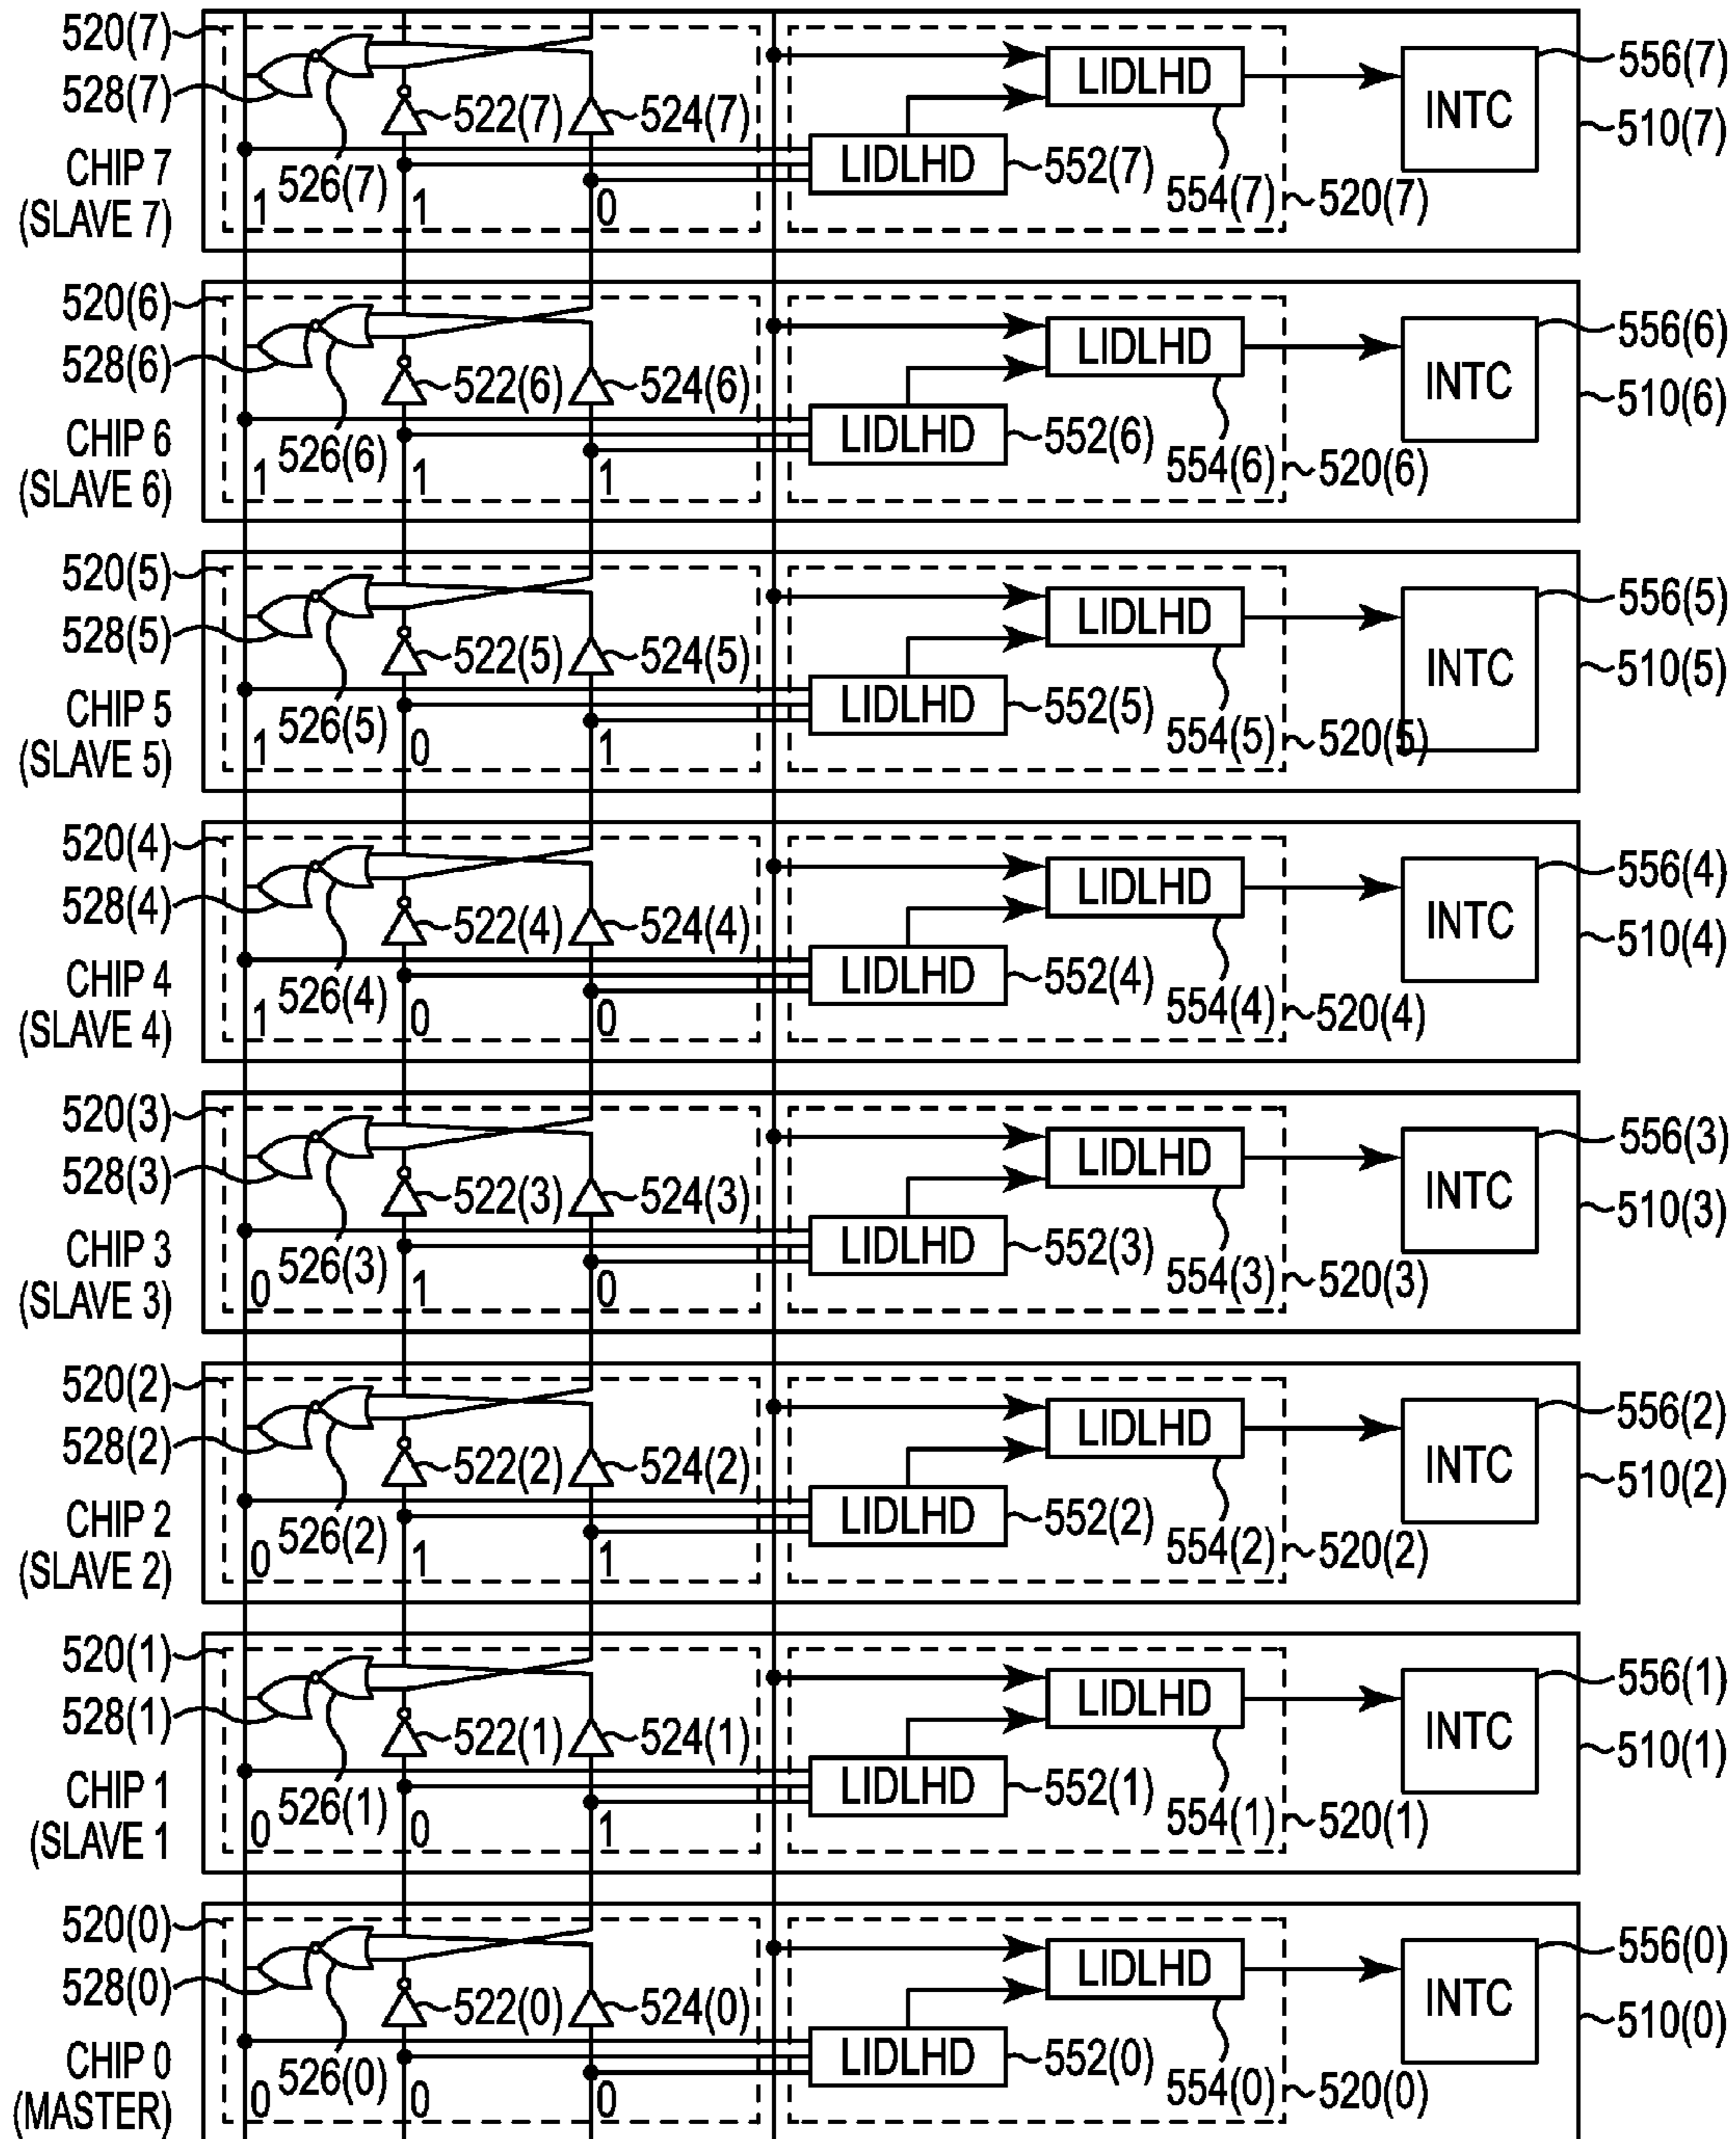 520(7)
528(7)
CHIP 7
(SLAVE 7)
526(7)
522(7)
524(7)
1 1 0
LIDLHD
LIDLHD
552(7)
554(7)
520(7)
INTC
556(7)
510(7)
520(6)
528(6)
CHIP 6
(SLAVE 6)
526(6)
522(6)
524(6)
1 1 1
LIDLHD
LIDLHD
552(6)
554(6)
520(6)
INTC
556(6)
510(6)
520(5)
528(5)
CHIP 5
(SLAVE 5)
526(5)
522(5)
524(5)
1 0 1
LIDLHD
LIDLHD
552(5)
554(5)
520(5)
INTC
556(5)
510(5)
520(4)
528(4)
CHIP 4
(SLAVE 4)
526(4)
522(4)
524(4)
1 0 0
LIDLHD
LIDLHD
552(4)
554(4)
520(4)
INTC
556(4)
510(4)
520(3)
528(3)
CHIP 3
(SLAVE 3)
526(3)
522(3)
524(3)
0 1 0
LIDLHD
LIDLHD
552(3)
554(3)
520(3)
INTC
556(3)
510(3)
520(2)
528(2)
CHIP 2
(SLAVE 2)
526(2)
522(2)
524(2)
0 1 1
LIDLHD
LIDLHD
552(2)
554(2)
520(2)
INTC
556(2)
510(2)
520(1)
528(1)
CHIP 1
(SLAVE 1
526(1)
522(1)
524(1)
0 0 1
LIDLHD
LIDLHD
552(1)
554(1)
520(1)
INTC
556(1)
510(1)
520(0)
528(0)
CHIP 0
(MASTER)
526(0)
522(0)
524(0)
0 0 0
LIDLHD
LIDLHD
552(0)
554(0)
520(0)
INTC
556(0)
510(0)